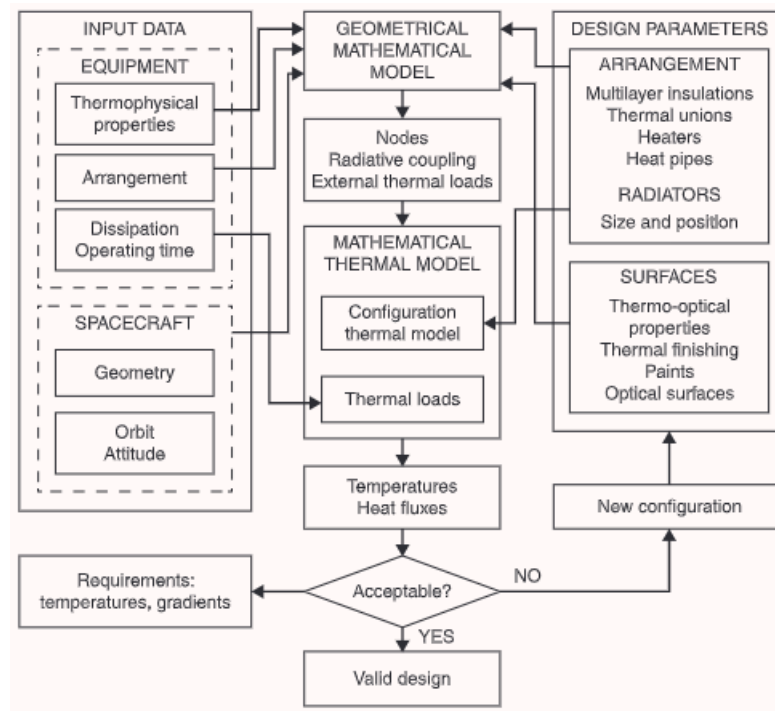 INPUT DATA
EQUIPMENT
Thermophysical
properties
Arrangement
Dissipation
Operating time
SPACECRAFT
Geometry
Orbit
Attitude
GEOMETRICAL
MATHEMATICAL
MODEL
Nodes
Radiative coupling
External thermal loads
MATHEMATICAL
THERMAL MODEL
Configuration
thermal model
Thermal loads
Temperatures
Heat fluxes
Acceptable?
Requirements:
temperatures, gradients
NO
YES
Valid design
DESIGN PARAMETERS
ARRANGEMENT
Multilayer insulations
Thermal unions
Heaters
Heat pipes
RADIATORS
Size and position
SURFACES
Thermo-optical
properties
Thermal finishing
Paints
Optical surfaces
New configuration